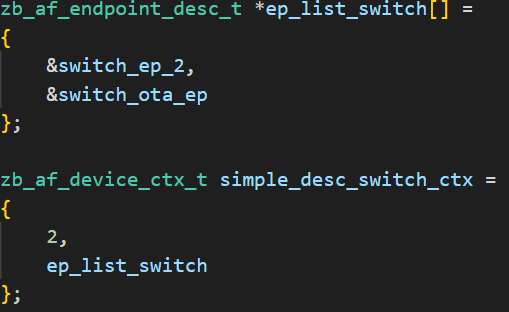 zb_af_endpoint_desc_t *ep_list_switch[] =
{
    &switch_ep_2,
    &switch_ota_ep
};
zb_af_device_ctx_t simple_desc_switch_ctx =
{
    2,
    ep_list_switch
};